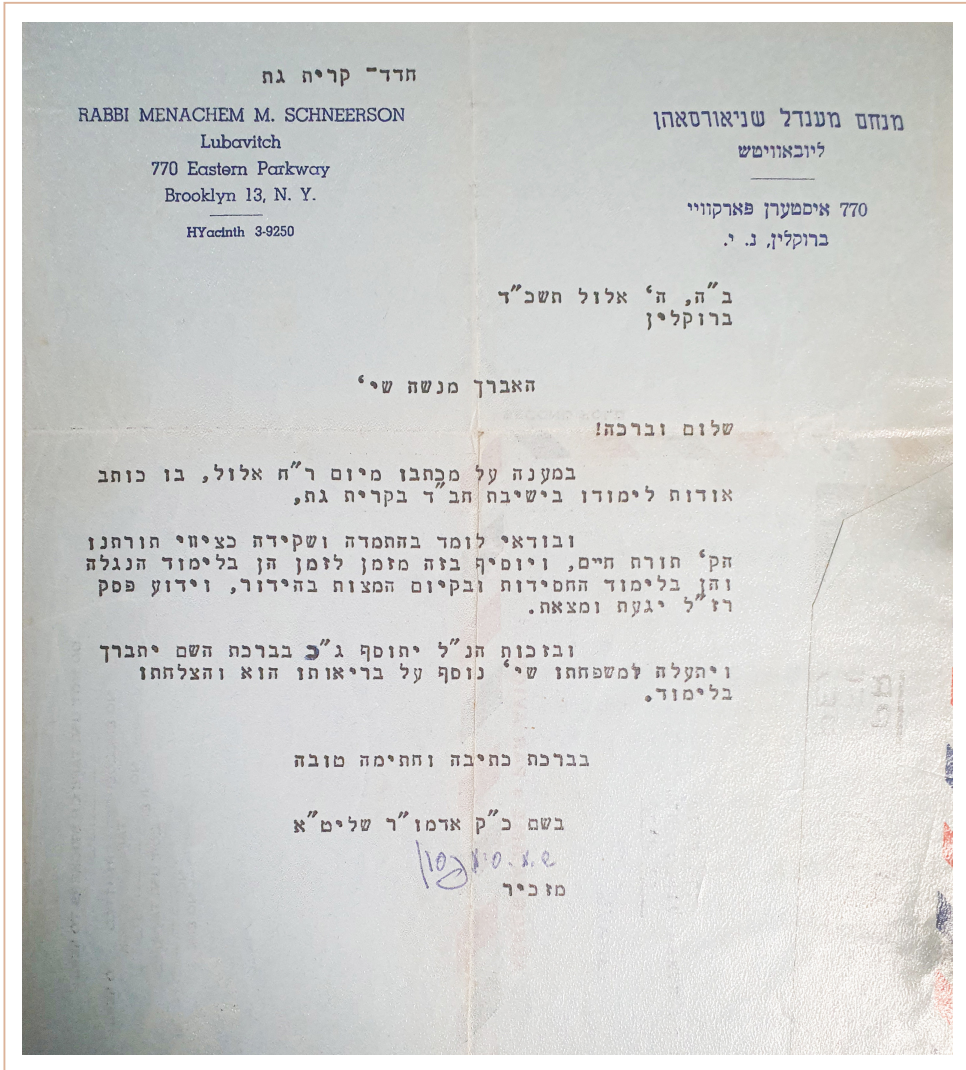 חדד- קרית גת
RABBI MENACHEM M. SCHNEERSON
Lubavitch
770 Eastern Parkway
Brooklyn 13, N. Y.
HYacinth 3-9250
מנחם מענדל שניאורסאהן
ליובאוויטש
770 איסטערן פארקוויי
ברוקלין, נ. י.
ב"ה, ה' אלול תשכ"ד
ברוקלין
האברך מנשה שי'
שלום וברכה!
במענה על מכתבו מיום ר"ח אלול, בו כותב
אודות לימודו בישיבת חב"ד בקרית גת,
ובודאי לומד בהתמדה ושקידה כציווי תורתנו
הק' תורת חיים, ויוסיף בזה מזמן לזמן הן בלימוד הנגלה
והן בלימוד החסידות ובקיום המצות בהידור, וידוע פסק
רז"ל יגעת ומצאת.
ובזכות הנ"ל יתוסף ג"כ בברכת השם יתברך
ויתעלה למשפחתו שי' נוסף על בריאותו הוא והצלחתו
בלימוד.
בברכת כתיבה וחתימה טובה
בשם כ"ק אדמו"ר שליט"א
מזכיר